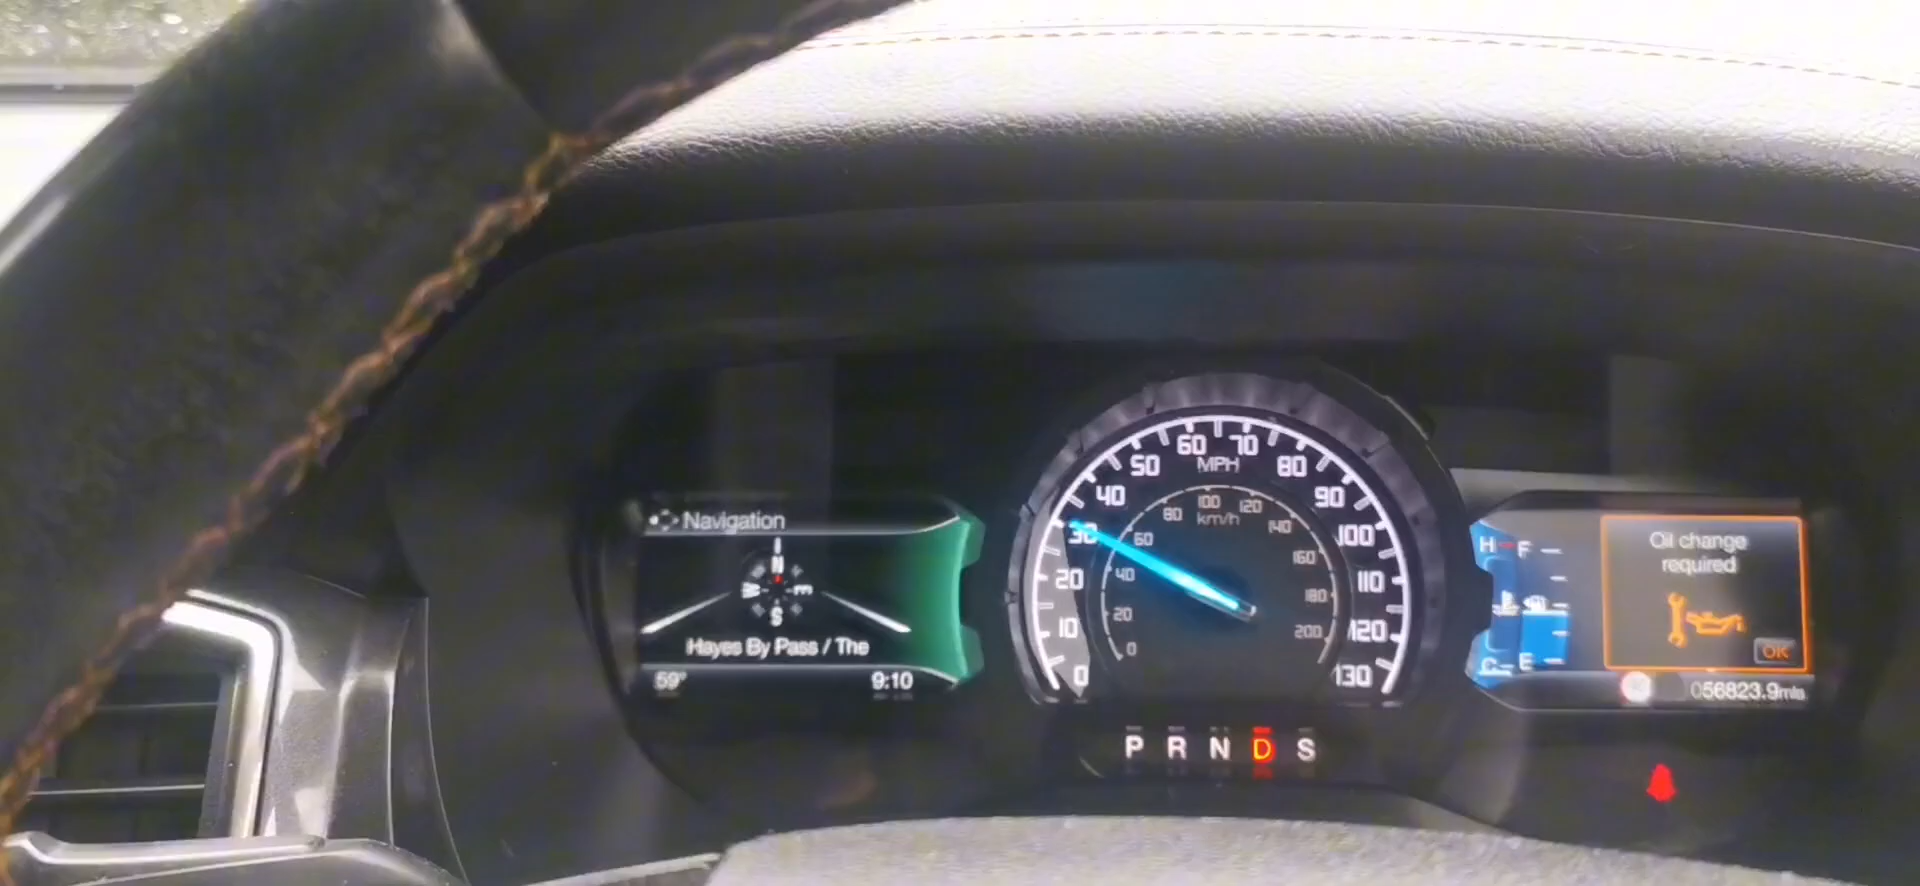 Navigation
N
W E
S
Hayes By Pass / The
59° 9:10
0 10 20 30 40 50 60 70 80 90 100 110 120 130
MPH
0 20 40 60 80 100 120 140 160 180 200
km/h
P R N D S
H F
C E
Oil change
required
OK
056823.9mls